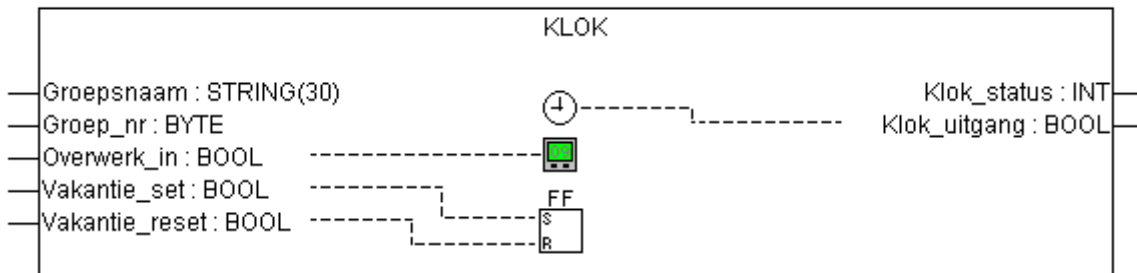 KLOK
Groepsnaam : STRING(30)
Klok_status : INT
Groep_nr : BYTE
Klok_uitgang : BOOL
Overwerk_in : BOOL
Vakantie_set : BOOL
FF
S
Vakantie_reset : BOOL
R